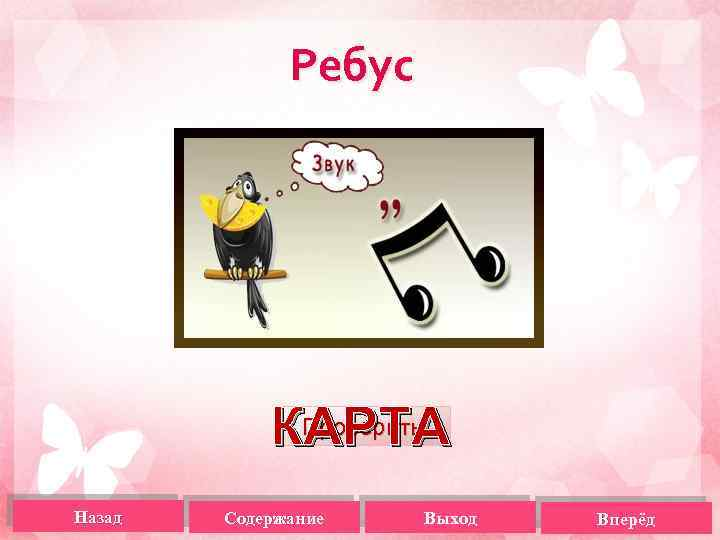 Ребус
Звук
,,
КАРТА
Назад
Содержание
Выход
Вперёд